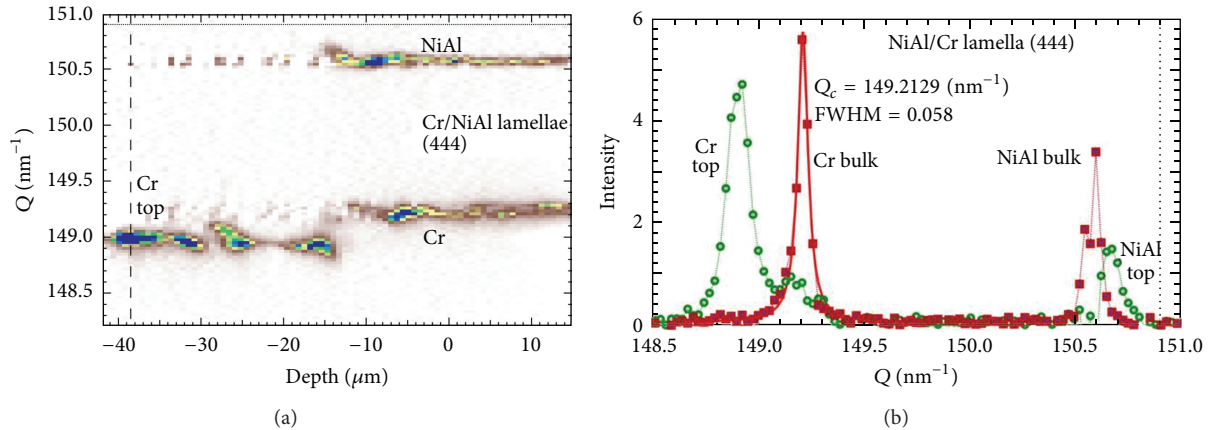 151.0
150.5
150.0
149.5
149.0
148.5
Q (nm⁻¹)
NiAl
Cr/NiAl lamellae
(444)
Cr
top
Cr
−40
−30
−20
−10
0
10
Depth (μm)
(a)
6
5
4
2
0
Intensity
NiAl/Cr lamella (444)
Q_c = 149.2129 (nm⁻¹)
FWHM = 0.058
Cr
top
Cr bulk
NiAl bulk
NiAl
top
148.5
149.0
149.5
150.0
150.5
151.0
Q (nm⁻¹)
(b)